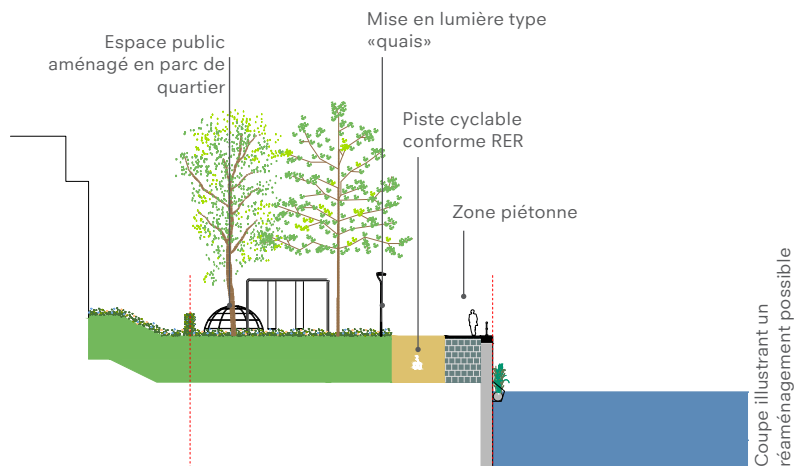 Mise en lumière type
«quais»
Espace public
aménagé en parc de
quartier
Piste cyclable
conforme RER
Zone piétonne
Coupe illustrant un
réaménagement possible